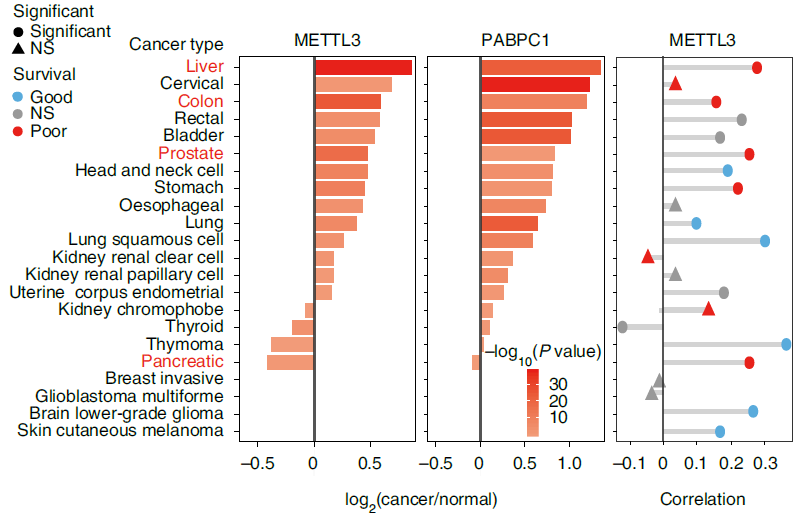 Significant
Significant
NS
Survival
Good
NS
Poor
Cancer type
METTL3
PABPC1
METTL3
Liver
Cervical
Colon
Rectal
Bladder
Prostate
Head and neck cell
Stomach
Oesophageal
Lung
Lung squamous cell
Kidney renal clear cell
Kidney renal papillary cell
Uterine corpus endometrial
Kidney chromophobe
Thyroid
Thymoma
Pancreatic
Breast invasive
Glioblastoma multiforme
Brain lower-grade glioma
Skin cutaneous melanoma
–log10(P value)
30
20
10
–0.5 0 0.5
–0.5 0 0.5 1.0
–0.1 0 0.1 0.2 0.3
log2(cancer/normal)
Correlation